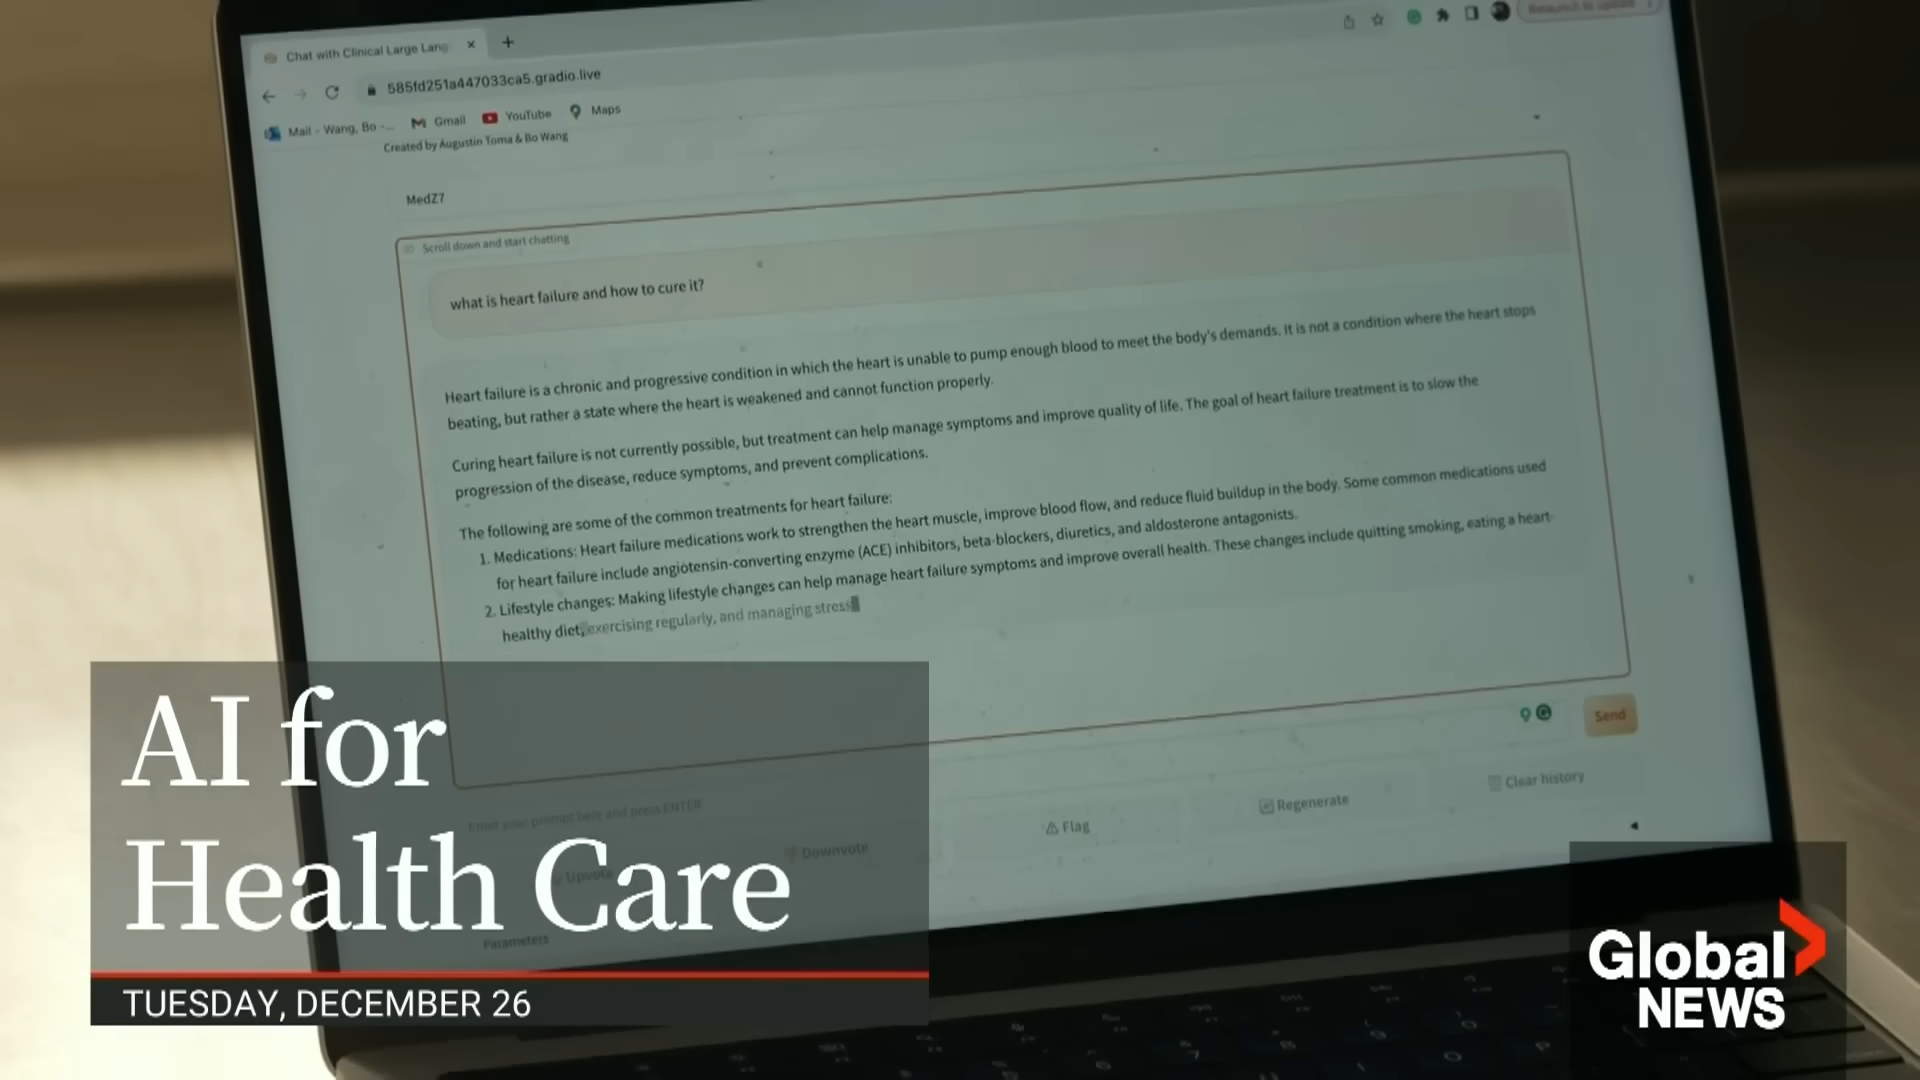 Chat with Clinical Large Lang
585fd251a447033ca5.gradio.live
Relaunch to update
Mail - Wang, Bo -... Gmail YouTube Maps
Created by Augustin Toma & Bo Wang
MedZ7
Scroll down and start chatting
what is heart failure and how to cure it?
Heart failure is a chronic and progressive condition in which the heart is unable to pump enough blood to meet the body's demands. It is not a condition where the heart stops
beating, but rather a state where the heart is weakened and cannot function properly.
Curing heart failure is not currently possible, but treatment can help manage symptoms and improve quality of life. The goal of heart failure treatment is to slow the
progression of the disease, reduce symptoms, and prevent complications.
The following are some of the common treatments for heart failure:
1. Medications: Heart failure medications work to strengthen the heart muscle, improve blood flow, and reduce fluid buildup in the body. Some common medications used
for heart failure include angiotensin-converting enzyme (ACE) inhibitors, beta-blockers, diuretics, and aldosterone antagonists.
2. Lifestyle changes: Making lifestyle changes can help manage heart failure symptoms and improve overall health. These changes include quitting smoking, eating a heart-
healthy diet, exercising regularly, and managing stress
Send
Enter your prompt here and press ENTER
Upvote Downvote Flag Regenerate Clear history
Parameters
AI for
Health Care
TUESDAY, DECEMBER 26
Global
NEWS